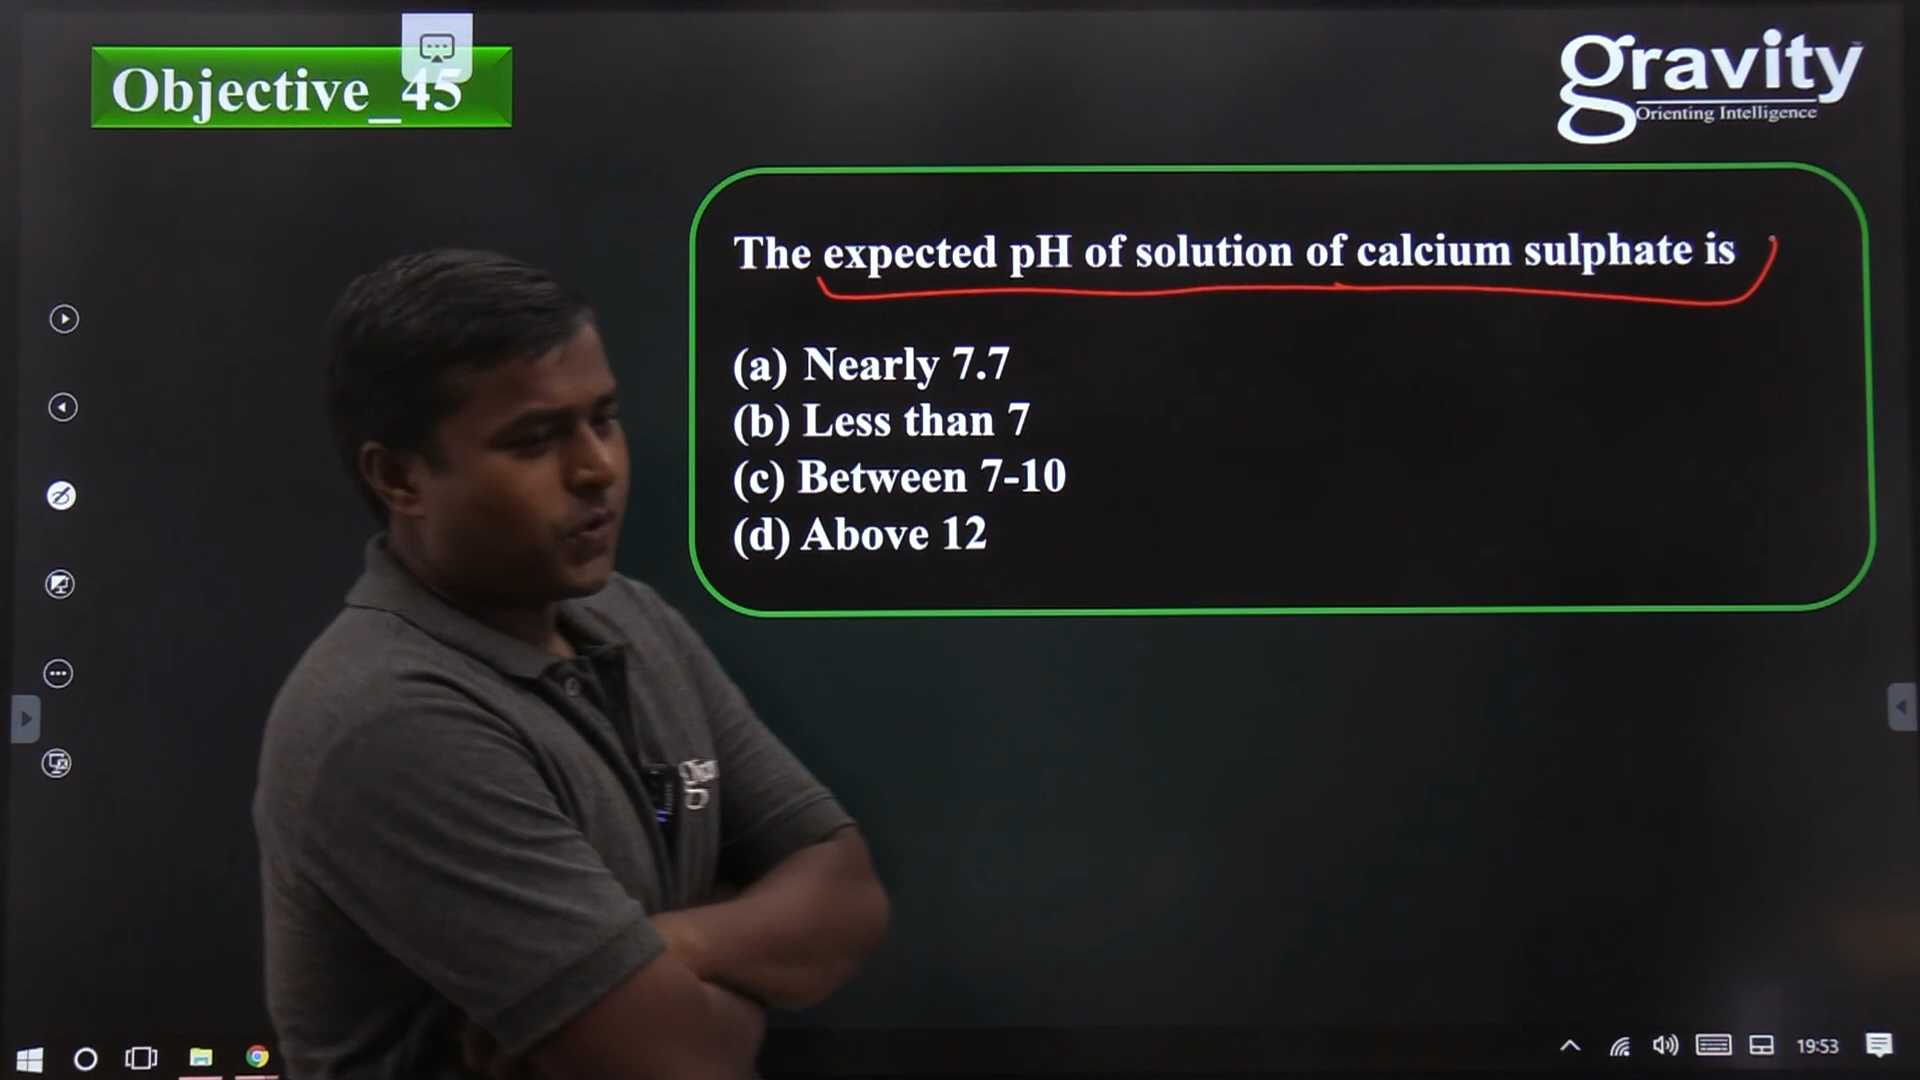 Objective_45
gravity
Orienting Intelligence
The expected pH of solution of calcium sulphate is
(a) Nearly 7.7
(b) Less than 7
(c) Between 7-10
(d) Above 12
19:53